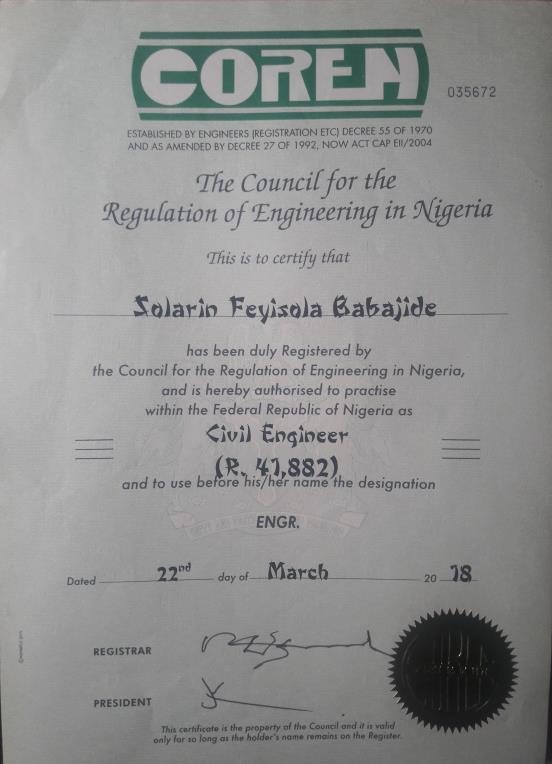 COREN
035672
ESTABLISHED BY ENGINEERS (REGISTRATION ETC) DECREE 55 OF 1970
AND AS AMENDED BY DECREE 27 OF 1992, NOW ACT CAP EII/2004
The Council for the
Regulation of Engineering in Nigeria
This is to certify that
Solarin Feyisola Babajide
has been duly Registered by
the Council for the Regulation of Engineering in Nigeria,
and is hereby authorised to practise
within the Federal Republic of Nigeria as
Civil Engineer
(R. 41,882)
and to use before his/her name the designation
ENGR.
Dated 22nd day of March 2018
REGISTRAR
PRESIDENT
This certificate is the property of the Council and it is valid
only for so long as the holder's name remains on the Register.